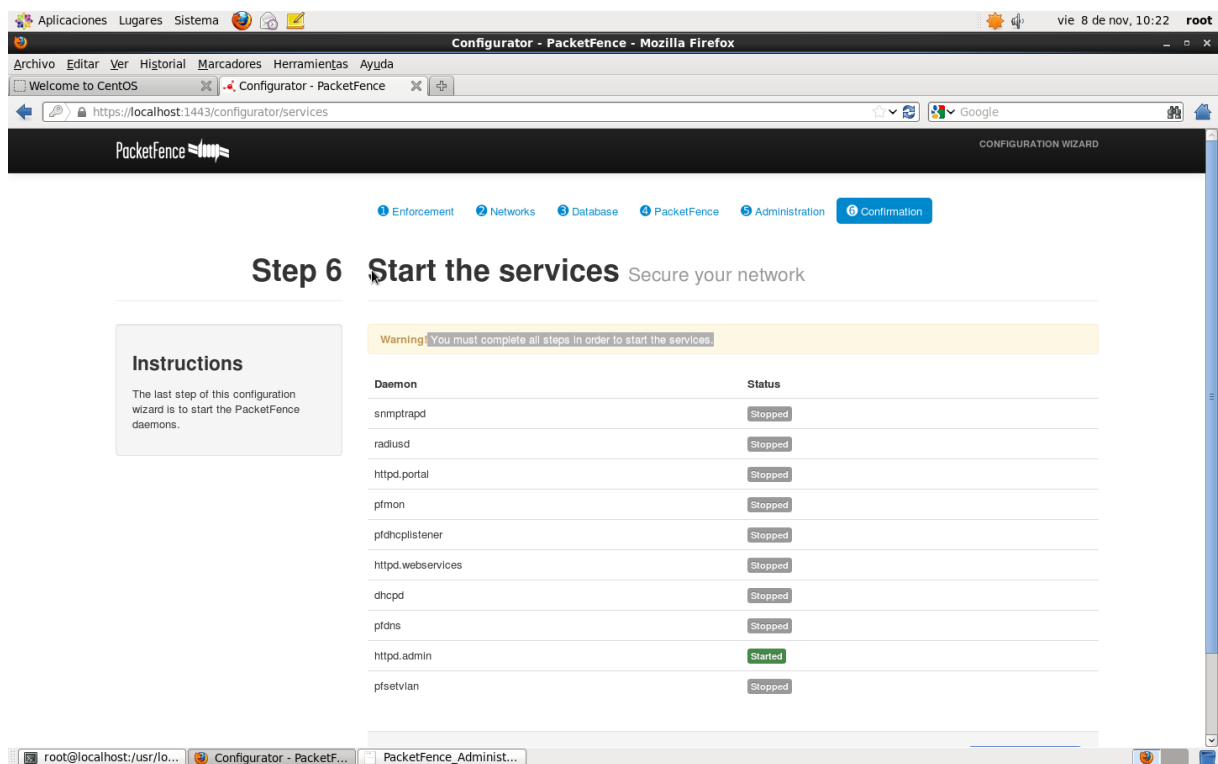 Aplicaciones Lugares Sistema vie 8 de nov, 10:22 root
Configurator - PacketFence - Mozilla Firefox
Archivo Editar Ver Historial Marcadores Herramientas Ayuda
Welcome to CentOS Configurator - PacketFence
https://localhost:1443/configurator/services Google
PacketFence CONFIGURATION WIZARD
1 Enforcement 2 Networks 3 Database 4 PacketFence 5 Administration 6 Confirmation
Step 6 Start the services Secure your network
Warning! You must complete all steps in order to start the services.
Instructions
The last step of this configuration
wizard is to start the PacketFence
daemons.
Daemon Status
snmptrapd Stopped
radiusd Stopped
httpd.portal Stopped
pfmon Stopped
pfdhcplistener Stopped
httpd.webservices Stopped
dhcpd Stopped
pfdns Stopped
httpd.admin Started
pfsetvlan Stopped
root@localhost:/usr/lo... Configurator - PacketF... PacketFence_Administ...